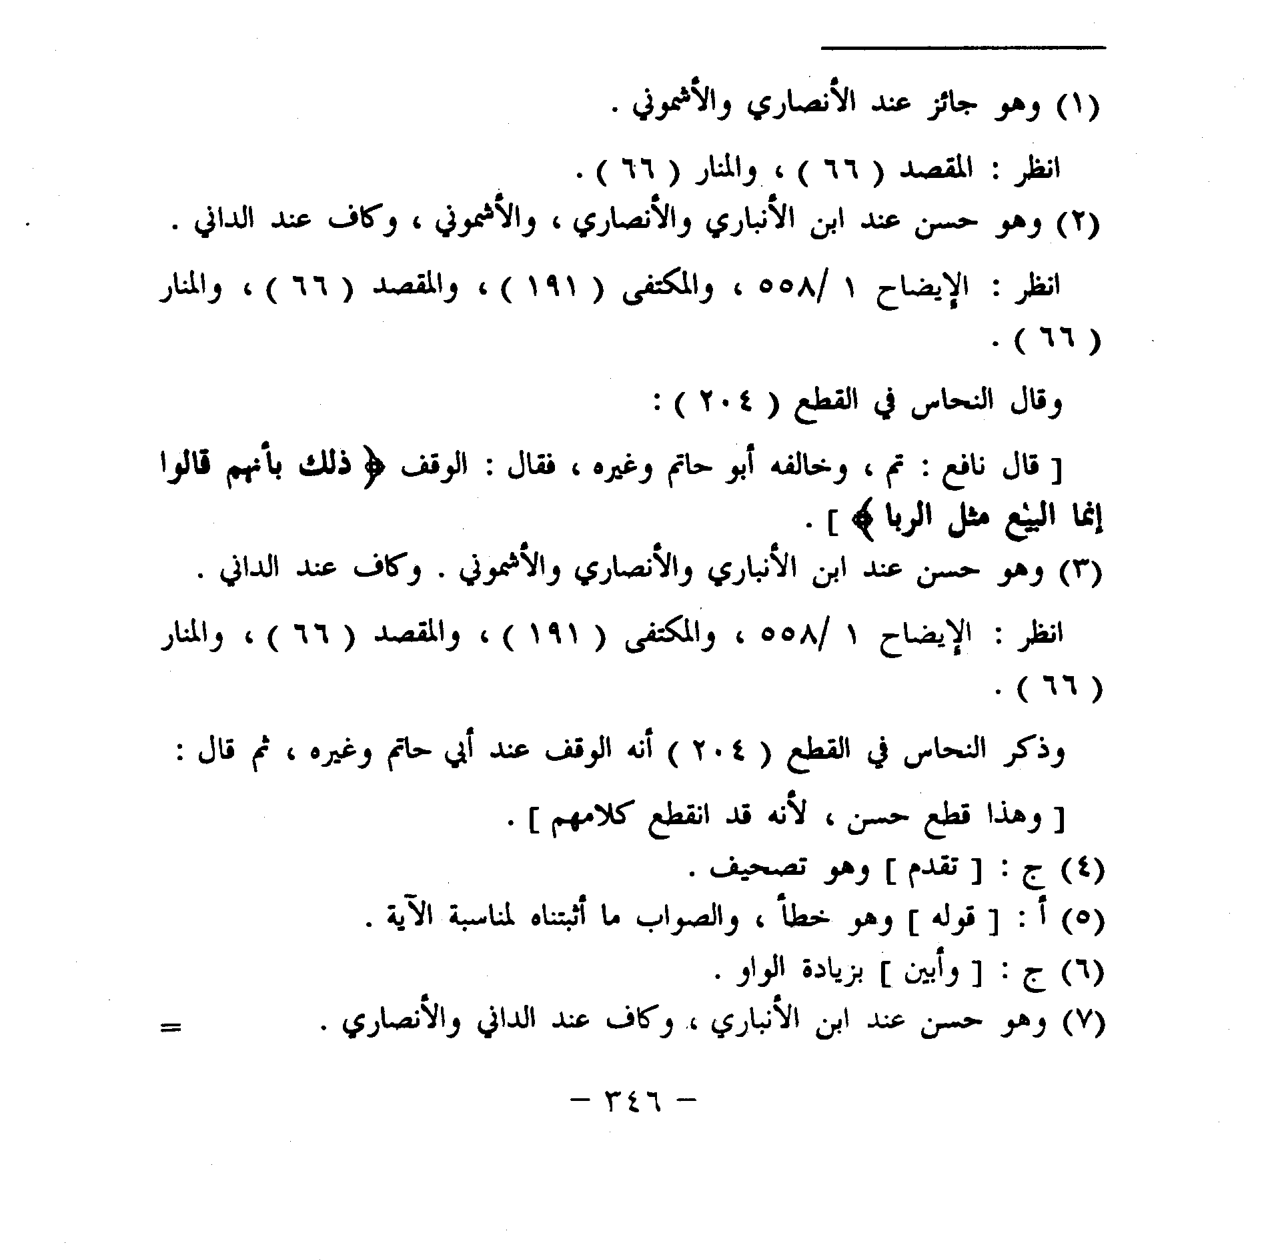 (١) وهو جائز عند الأنصاري والأشموني .
انظر : المقصد ( ٦٦ ) ، والمنار ( ٦٦ ) .
(٢) وهو حسن عند ابن الأنباري والأنصاري ، والأشموني ، وكاف عند الداني .
انظر : الإيضاح ١ /٥٥٨ ، والمكتفى ( ١٩١ ) ، والمقصد ( ٦٦ ) ، والمنار
( ٦٦ ) .
وقال النحاس في القطع ( ٢٠٤ ) :
[ قال نافع : تم ، وخالفه أبو حاتم وغيره ، فقال : الوقف ﴿ ذلك بأنهم قالوا
إنما البيع مثل الربا ﴾ ] .
(٣) وهو حسن عند ابن الأنباري والأنصاري والأشموني . وكاف عند الداني .
انظر : الإيضاح ١ /٥٥٨ ، والمكتفى ( ١٩١ ) ، والمقصد ( ٦٦ ) ، والمنار
( ٦٦ ) .
وذكر النحاس في القطع ( ٢٠٤ ) أنه الوقف عند أبي حاتم وغيره ، ثم قال :
[ وهذا قطع حسن ، لأنه قد انقطع كلامهم ] .
(٤) ج : [ تقدم ] وهو تصحيف .
(٥) أ : [ قوله ] وهو خطأ ، والصواب ما أثبتناه لمناسبة الآية .
(٦) ج : [ وأبين ] بزيادة الواو .
(٧) وهو حسن عند ابن الأنباري ، وكاف عند الداني والأنصاري . =
– ٣٤٦ –